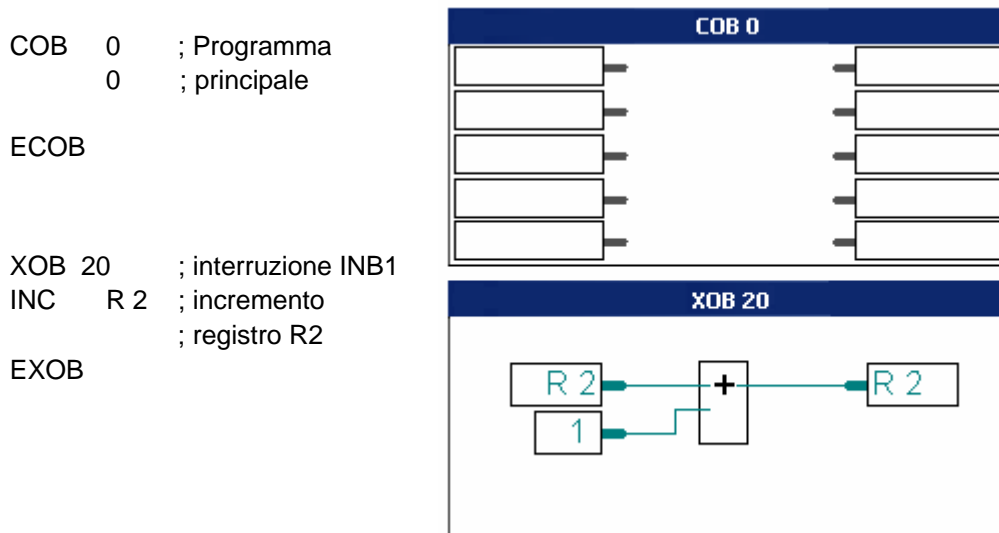 COB 0 ; Programma
0 ; principale
ECOB
XOB 20 ; interruzione INB1
INC R 2 ; incremento
; registro R2
EXOB
COB 0
XOB 20
R 2 + R 2
1